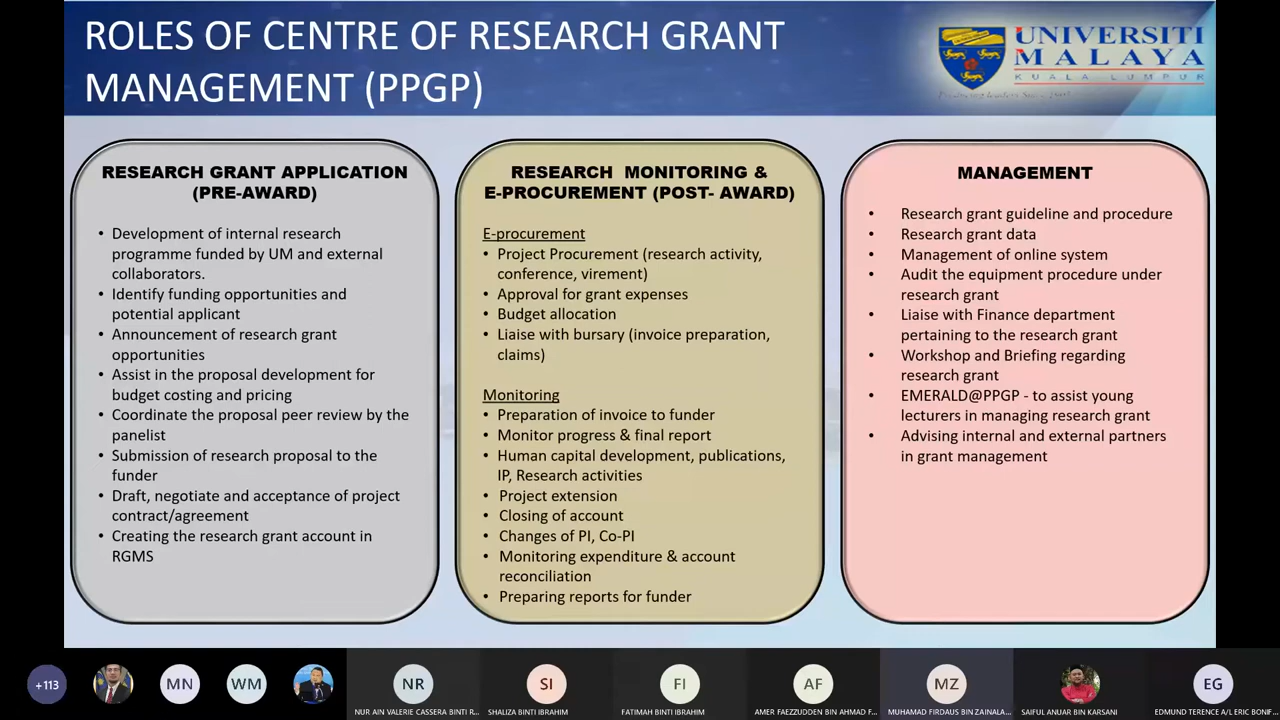 ROLES OF CENTRE OF RESEARCH GRANT
MANAGEMENT (PPGP)
UNIVERSITI
MALAYA
KUALA LUMPUR
RESEARCH GRANT APPLICATION
(PRE-AWARD)
• Development of internal research
programme funded by UM and external
collaborators.
• Identify funding opportunities and
potential applicant
• Announcement of research grant
opportunities
• Assist in the proposal development for
budget costing and pricing
• Coordinate the proposal peer review by the
panelist
• Submission of research proposal to the
funder
• Draft, negotiate and acceptance of project
contract/agreement
• Creating the research grant account in
RGMS
RESEARCH MONITORING &
E-PROCUREMENT (POST- AWARD)
E-procurement
• Project Procurement (research activity,
conference, virement)
• Approval for grant expenses
• Budget allocation
• Liaise with bursary (invoice preparation,
claims)
Monitoring
• Preparation of invoice to funder
• Monitor progress & final report
• Human capital development, publications,
IP, Research activities
• Project extension
• Closing of account
• Changes of PI, Co-PI
• Monitoring expenditure & account
reconciliation
• Preparing reports for funder
MANAGEMENT
• Research grant guideline and procedure
• Research grant data
• Management of online system
• Audit the equipment procedure under
research grant
• Liaise with Finance department
pertaining to the research grant
• Workshop and Briefing regarding
research grant
• EMERALD@PPGP - to assist young
lecturers in managing research grant
• Advising internal and external partners
in grant management
+113
MN
WM
NR
SI
FI
AF
MZ
EG
NUR AIN VALERIE CASSERA BINTI R...
SHALIZA BINTI IBRAHIM
FATIMAH BINTI IBRAHIM
AMER FAEZZUDDEN BIN AHMAD F...
MUHAMAD FIRDAUS BIN ZAINALA...
SAIFUL ANUAR BIN KARSANI
EDMUND TERENCE A/L ERIC BONIF...